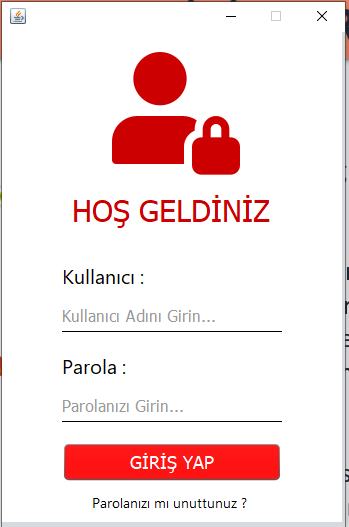 HOŞ GELDİNİZ
Kullanıcı :
Kullanıcı Adını Girin...
Parola :
Parolanızı Girin...
GİRİŞ YAP
Parolanızı mı unuttunuz ?